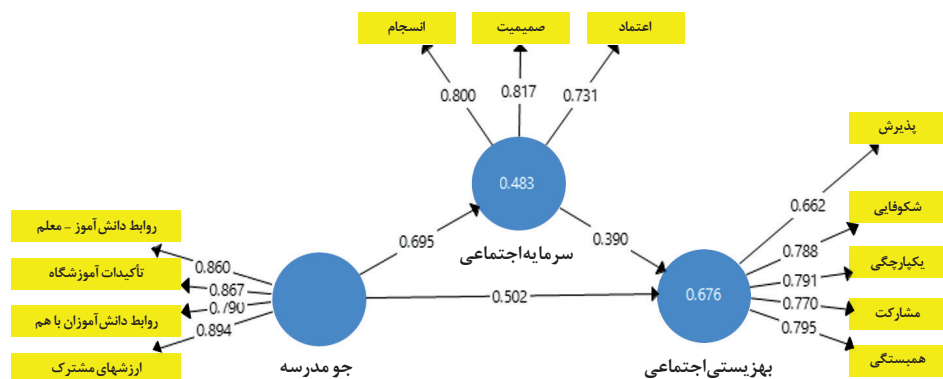 انسجام
صمیمیت
اعتماد
0.800
0.817
0.731
پذیرش
0.483
0.662
شکوفایی
روابط دانش‌آموز – معلم
0.695
سرمایه‌اجتماعی
0.390
0.788
یکپارچگی
0.860
تأکیدات آموزشگاه
0.867
0.791
0.502
0.676
0.770
مشارکت
0.790
روابط دانش‌آموزان با هم
0.894
0.795
همبستگی
ارزشهای مشترک
جو مدرسه
بهزیستی‌اجتماعی